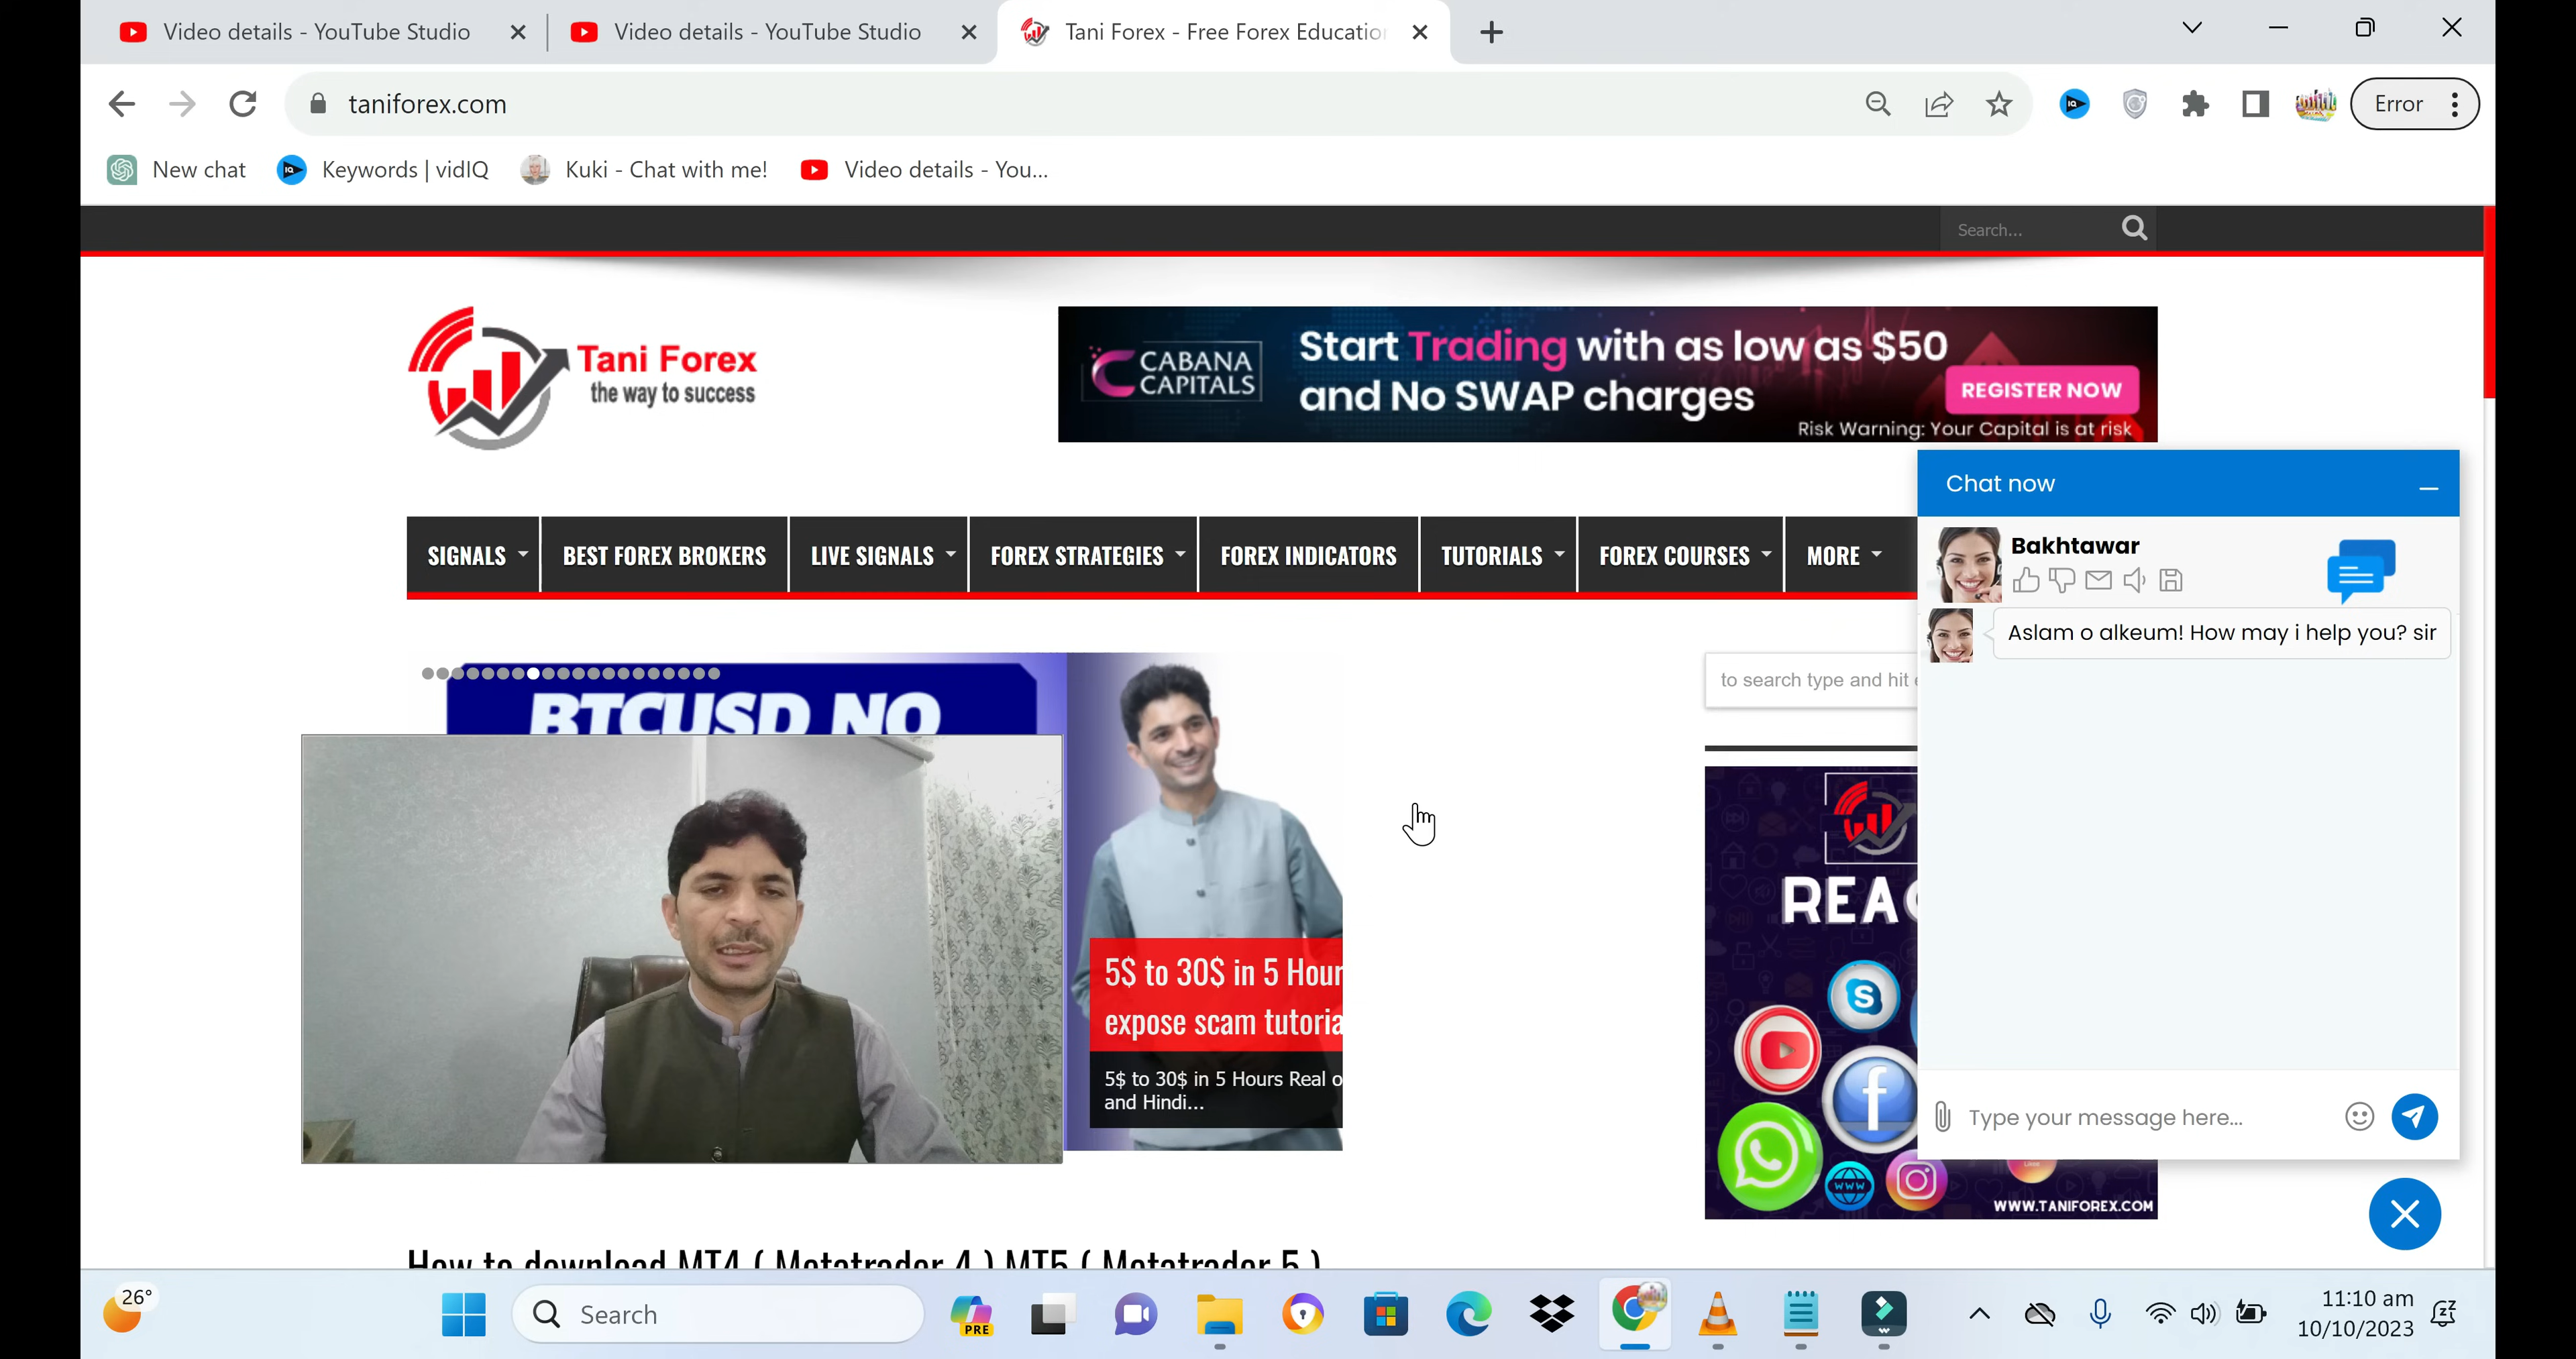 Video details - YouTube Studio
Video details - YouTube Studio
Tani Forex - Free Forex Education
taniforex.com
Error
New chat
Keywords | vidIQ
Kuki - Chat with me!
Video details - You...
Search...
Tani Forex
the way to success
CABANA
CAPITALS
Start Trading with as low as $50
and No SWAP charges
REGISTER NOW
Risk Warning: Your Capital is at risk
SIGNALS
BEST FOREX BROKERS
LIVE SIGNALS
FOREX STRATEGIES
FOREX INDICATORS
TUTORIALS
FOREX COURSES
MORE
Chat now
Bakhtawar
Aslam o alkeum! How may i help you? sir
to search type and hit
BTCUSD NO
5$ to 30$ in 5 Hour
expose scam tutoria
5$ to 30$ in 5 Hours Real o
and Hindi...
REAC
WWW
WWW.TANIFOREX.COM
Type your message here...
How to download MT4 ( Metatrader 4 ) MT5 ( Metatrader 5 )
26°
Search
PRE
11:10 am
10/10/2023